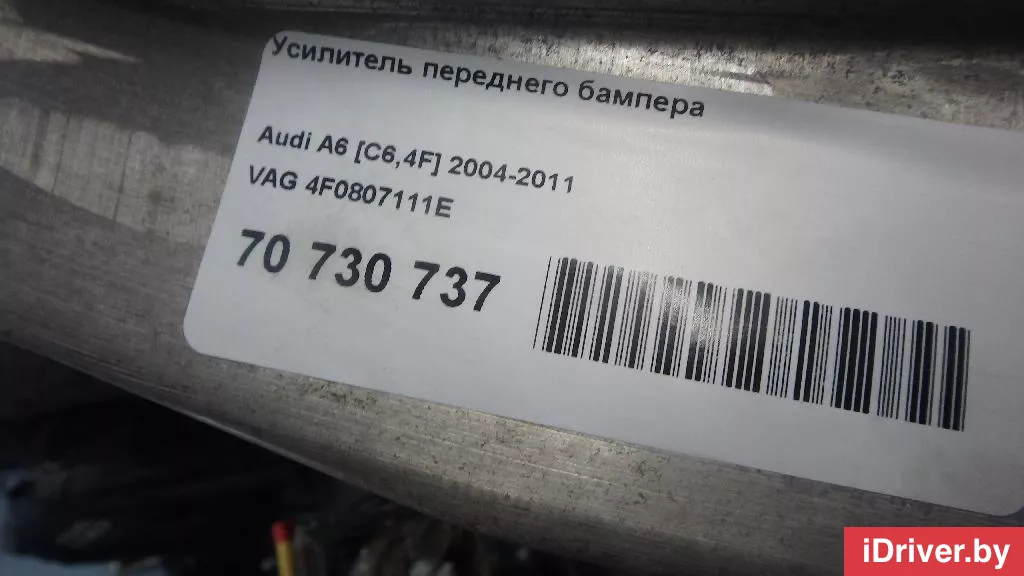 Усилитель переднего бампера
Audi A6 [C6,4F] 2004-2011
VAG 4F0807111E
70 730 737
iDriver.by